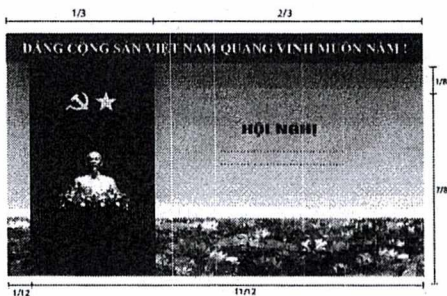 1/3 2/3
ĐẢNG CỘNG SẢN VIỆT NAM QUANG VINH MUÔN NĂM !
1/8
HỘI NGHỊ
7/8
1/12 11/12